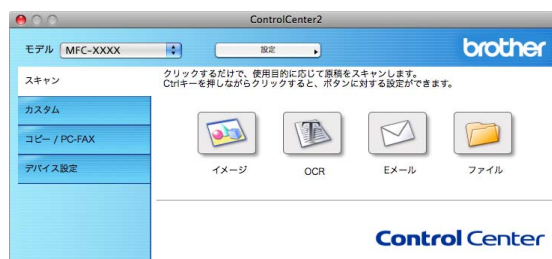 ControlCenter2
モデル MFC-XXXX 設定 brother
スキャン
カスタム
コピー / PC-FAX
デバイス設定
クリックするだけで、使用目的に応じて原稿をスキャンします。
Ctrlキーを押しながらクリックすると、ボタンに対する設定ができます。
イメージ OCR Eメール ファイル
Control Center